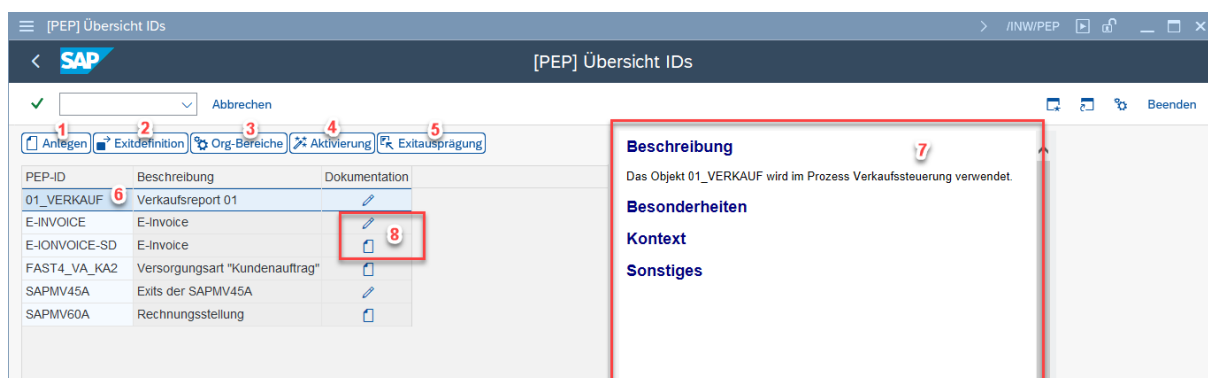 [PEP] Übersicht IDs
/INW/PEP
SAP
[PEP] Übersicht IDs
Abbrechen
Beenden
1 2 3 4 5
Anlegen Exitdefinition Org-Bereiche Aktivierung Exitausprägung
PEP-ID Beschreibung Dokumentation
01_VERKAUF 6 Verkaufsreport 01
E-INVOICE E-Invoice
8
E-IONVOICE-SD E-Invoice
FAST4_VA_KA2 Versorgungsart "Kundenauftrag"
SAPMV45A Exits der SAPMV45A
SAPMV60A Rechnungsstellung
Beschreibung
7
Das Objekt 01_VERKAUF wird im Prozess Verkaufssteuerung verwendet.
Besonderheiten
Kontext
Sonstiges